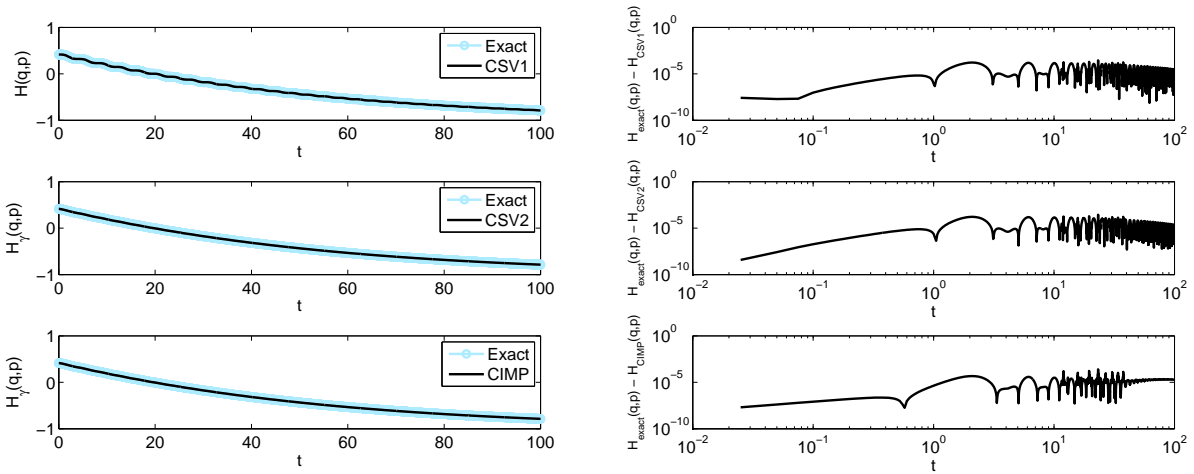 1
0
−1
H(q,p)
Exact
CSV1
0 20 40 60 80 100
t
10^0
10^−5
10^−10
H_exact(q,p) − H_CSV1(q,p)
10^−2 10^−1 10^0 10^1 10^2
t
1
0
−1
H_γ(q,p)
Exact
CSV2
0 20 40 60 80 100
t
10^0
10^−5
10^−10
H_exact(q,p) − H_CSV2(q,p)
10^−2 10^−1 10^0 10^1 10^2
t
1
0
−1
H_γ(q,p)
Exact
CIMP
0 20 40 60 80 100
t
10^0
10^−5
10^−10
H_exact(q,p) − H_CIMP(q,p)
10^−2 10^−1 10^0 10^1 10^2
t